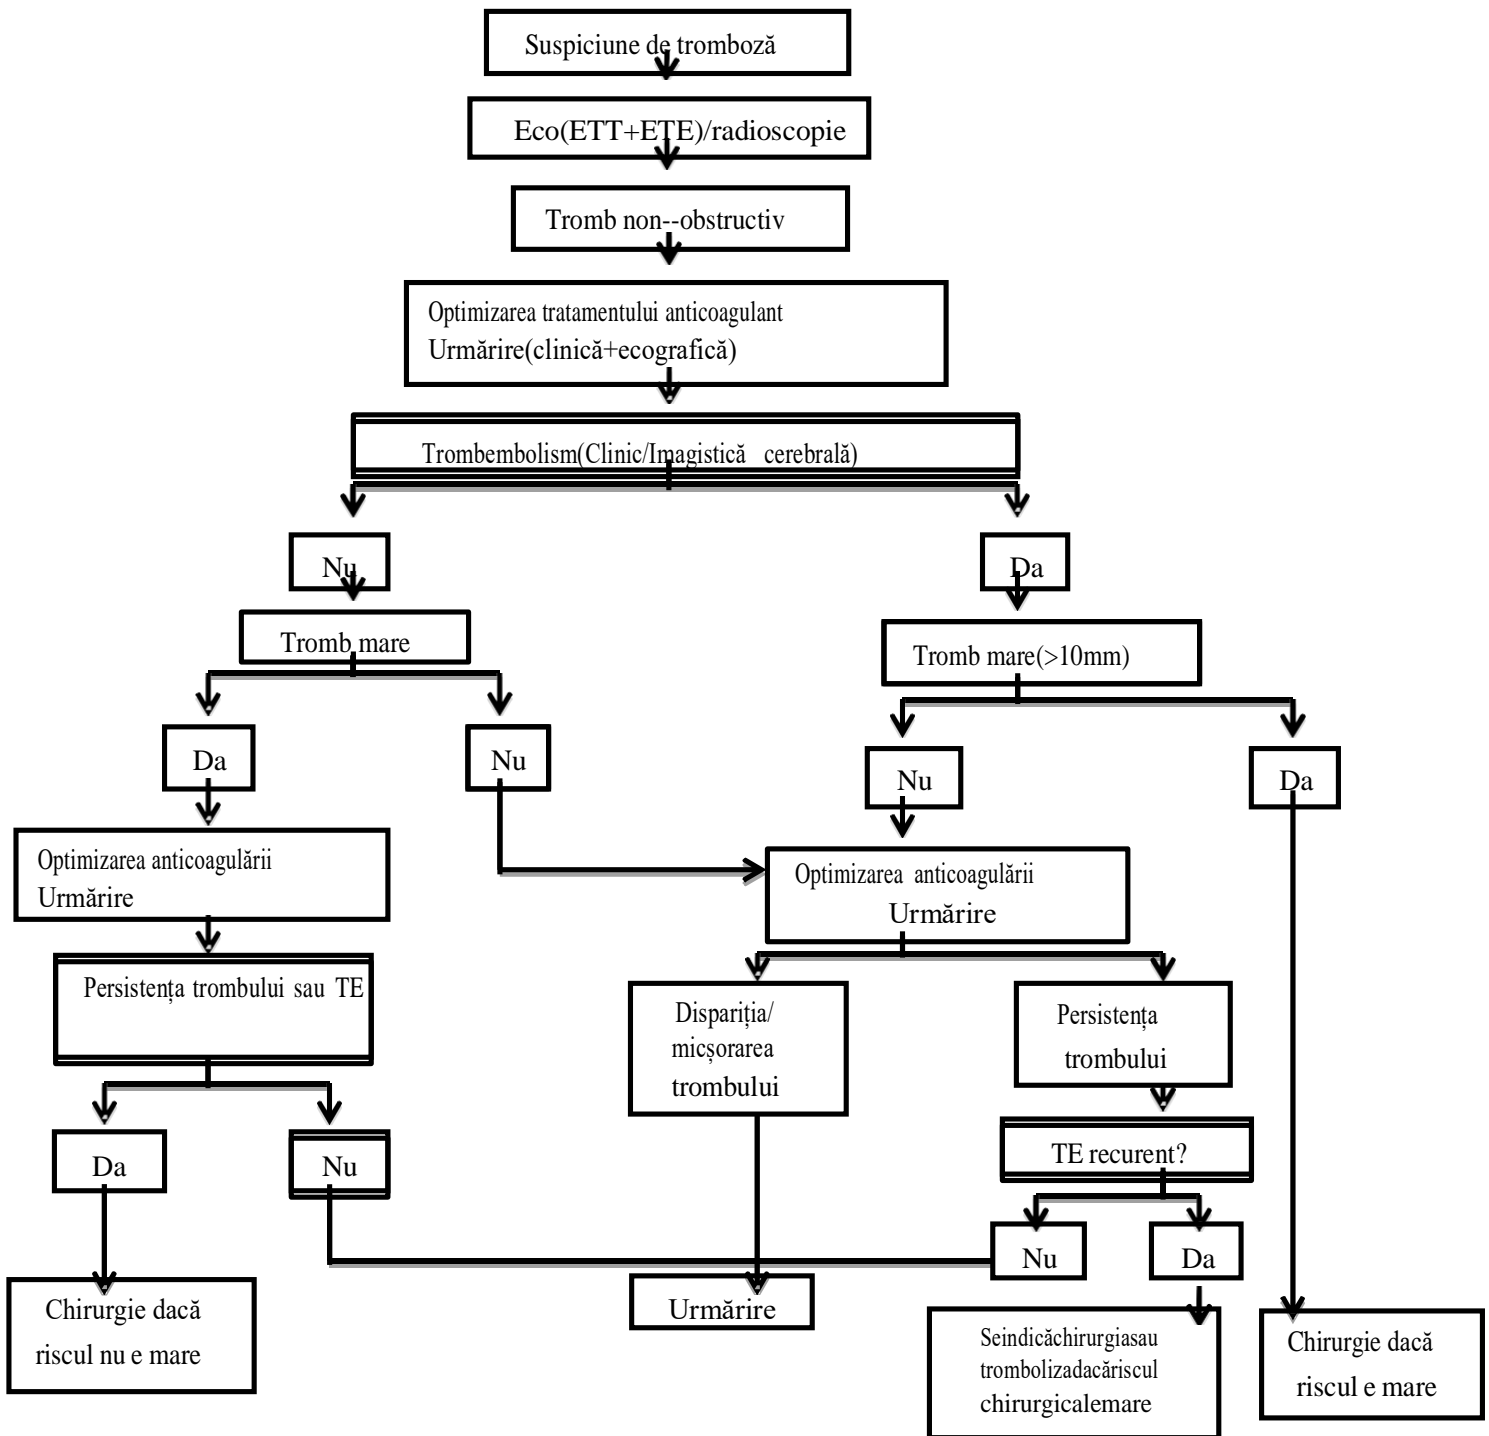 Suspiciune de tromboză
Eco(ETT+ETE)/radioscopie
Tromb non--obstructiv
Optimizarea tratamentului anticoagulant
Urmărire(clinică+ecografică)
Trombembolism(Clinic/Imagistică cerebrală)
Nu
Da
Tromb mare
Tromb mare(>10mm)
Da
Nu
Nu
Da
Optimizarea anticoagulării
Urmărire
Optimizarea anticoagulării
Urmărire
Persistența trombului sau TE
Dispariția/
micșorarea
trombului
Persistența
trombului
Da
Nu
TE recurent?
Nu
Da
Chirurgie dacă
riscul nu e mare
Urmărire
Seindicăchirurgiasau
trombolizadacăriscul
chirurgicalemare
Chirurgie dacă
riscul e mare